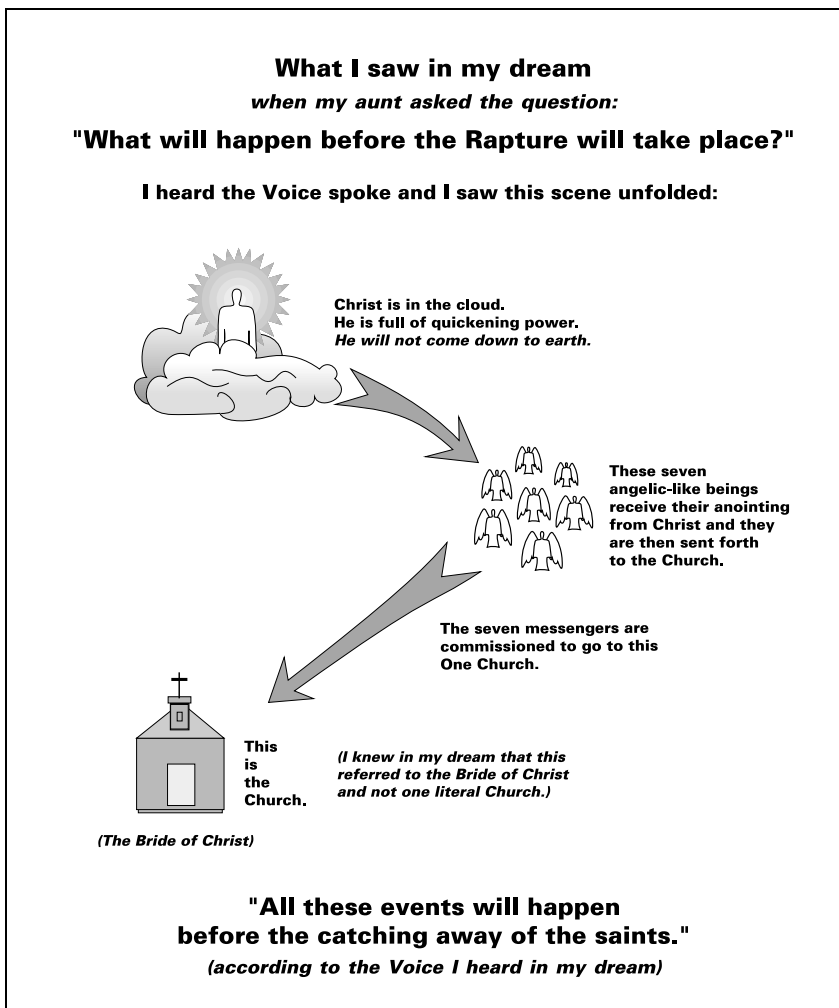 What I saw in my dream
when my aunt asked the question:
"What will happen before the Rapture will take place?"
I heard the Voice spoke and I saw this scene unfolded:
Christ is in the cloud.
He is full of quickening power.
He will not come down to earth.
These seven
angelic-like beings
receive their anointing
from Christ and they
are then sent forth
to the Church.
The seven messengers are
commissioned to go to this
One Church.
This
is
the
Church.
(I knew in my dream that this
referred to the Bride of Christ
and not one literal Church.)
(The Bride of Christ)
"All these events will happen
before the catching away of the saints."
(according to the Voice I heard in my dream)